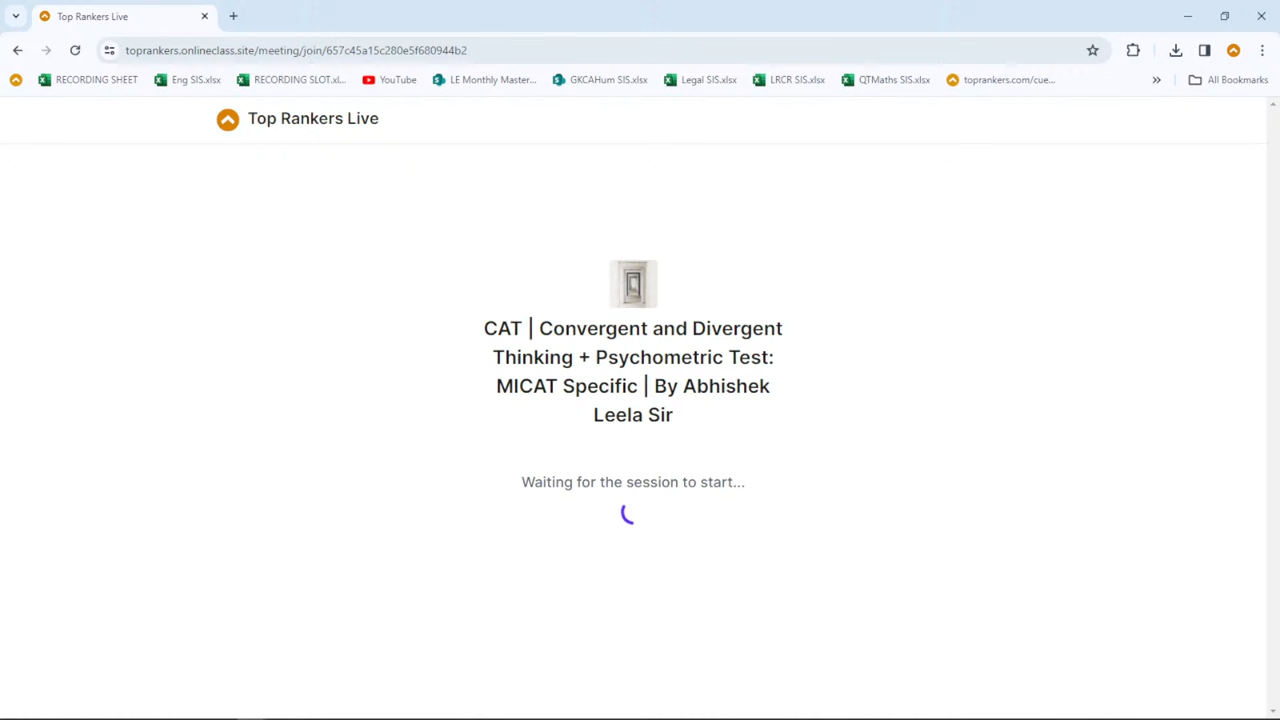 Top Rankers Live
toprankers.onlineclass.site/meeting/join/657c45a15c280e5f680944b2
RECORDING SHEET
Eng SIS.xlsx
RECORDING SLOT.xl...
YouTube
LE Monthly Master...
GKCAHum SIS.xlsx
Legal SIS.xlsx
LRCR SIS.xlsx
QTMaths SIS.xlsx
toprankers.com/cue...
All Bookmarks
Top Rankers Live
CAT | Convergent and Divergent
Thinking + Psychometric Test:
MICAT Specific | By Abhishek
Leela Sir
Waiting for the session to start...